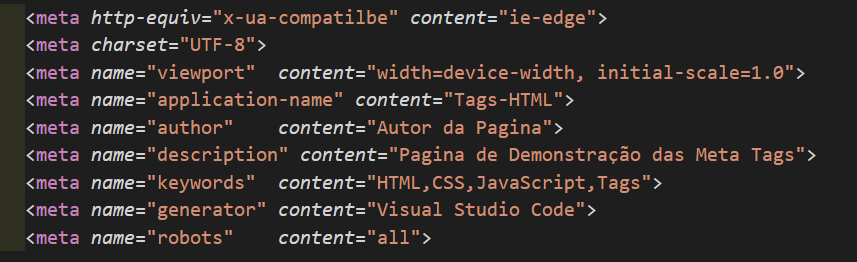 <meta http-equiv="x-ua-compatilbe" content="ie-edge">
<meta charset="UTF-8">
<meta name="viewport"  content="width=device-width, initial-scale=1.0">
<meta name="application-name" content="Tags-HTML">
<meta name="author"    content="Autor da Pagina">
<meta name="description" content="Pagina de Demonstração das Meta Tags">
<meta name="keywords"  content="HTML,CSS,JavaScript,Tags">
<meta name="generator" content="Visual Studio Code">
<meta name="robots"    content="all">